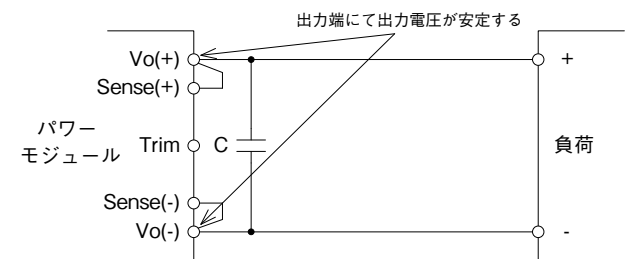 出力端にて出力電圧が安定する
Vo(+)
+
Sense(+)
パワー
モジュール
Trim
C
負荷
Sense(-)
Vo(-)
-